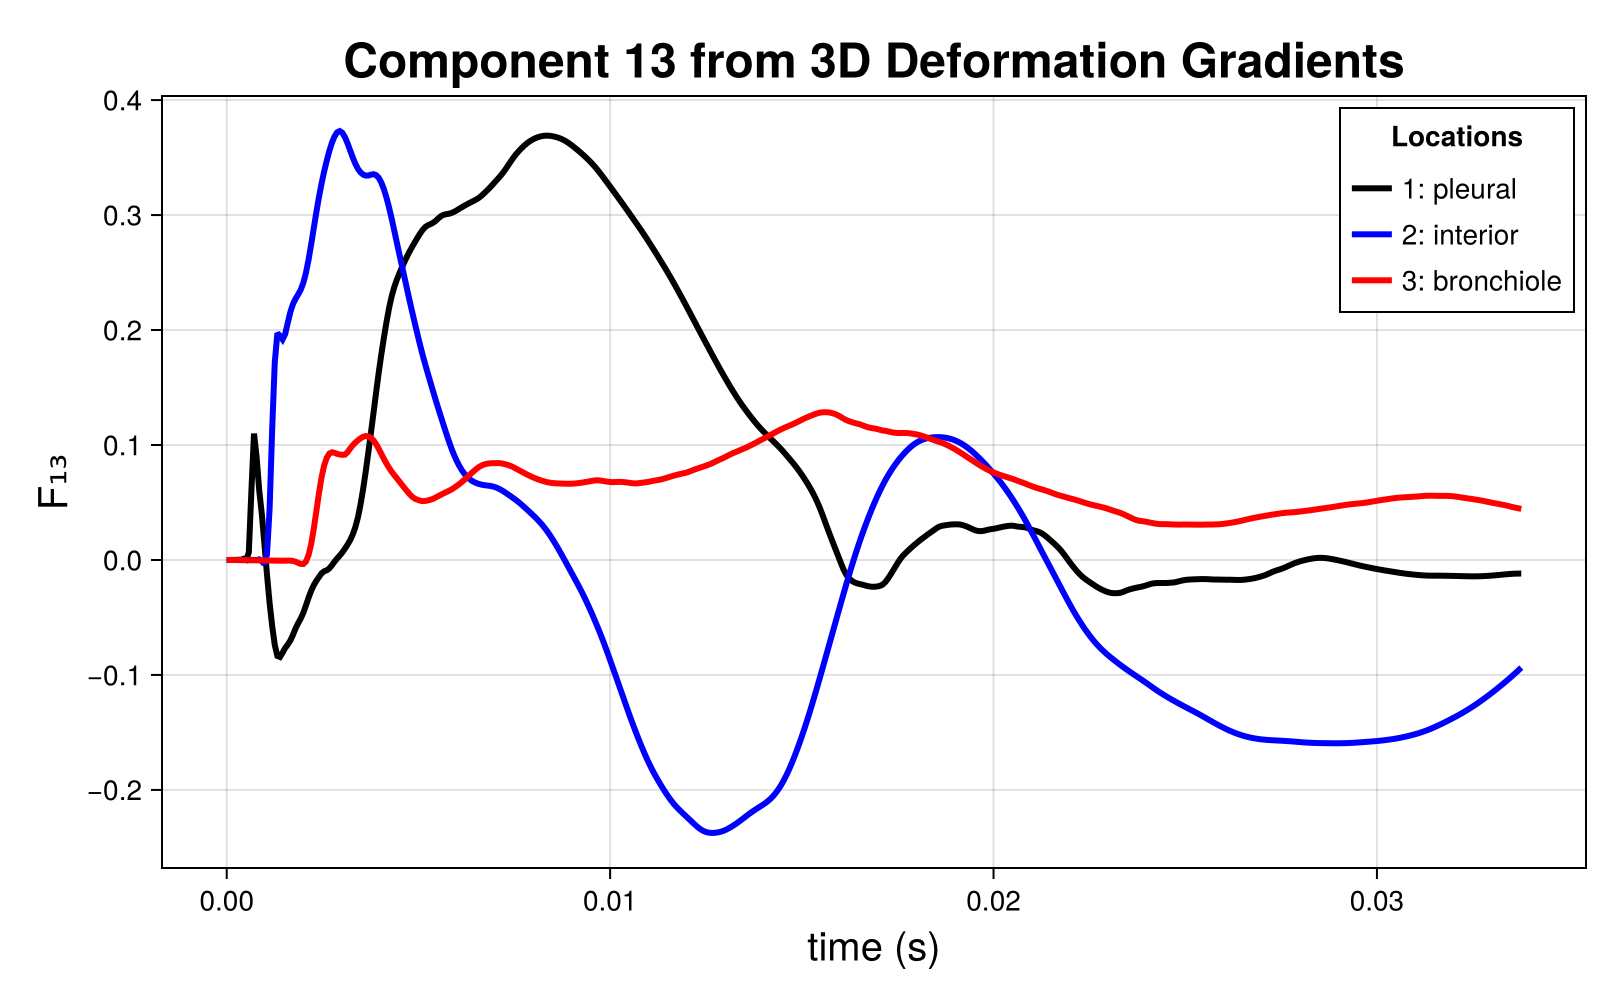 Component 13 from 3D Deformation Gradients
0.4
0.3
0.2
0.1
0.0
−0.1
−0.2
F₁₃
Locations
1: pleural
2: interior
3: bronchiole
0.00
0.01
0.02
0.03
time (s)